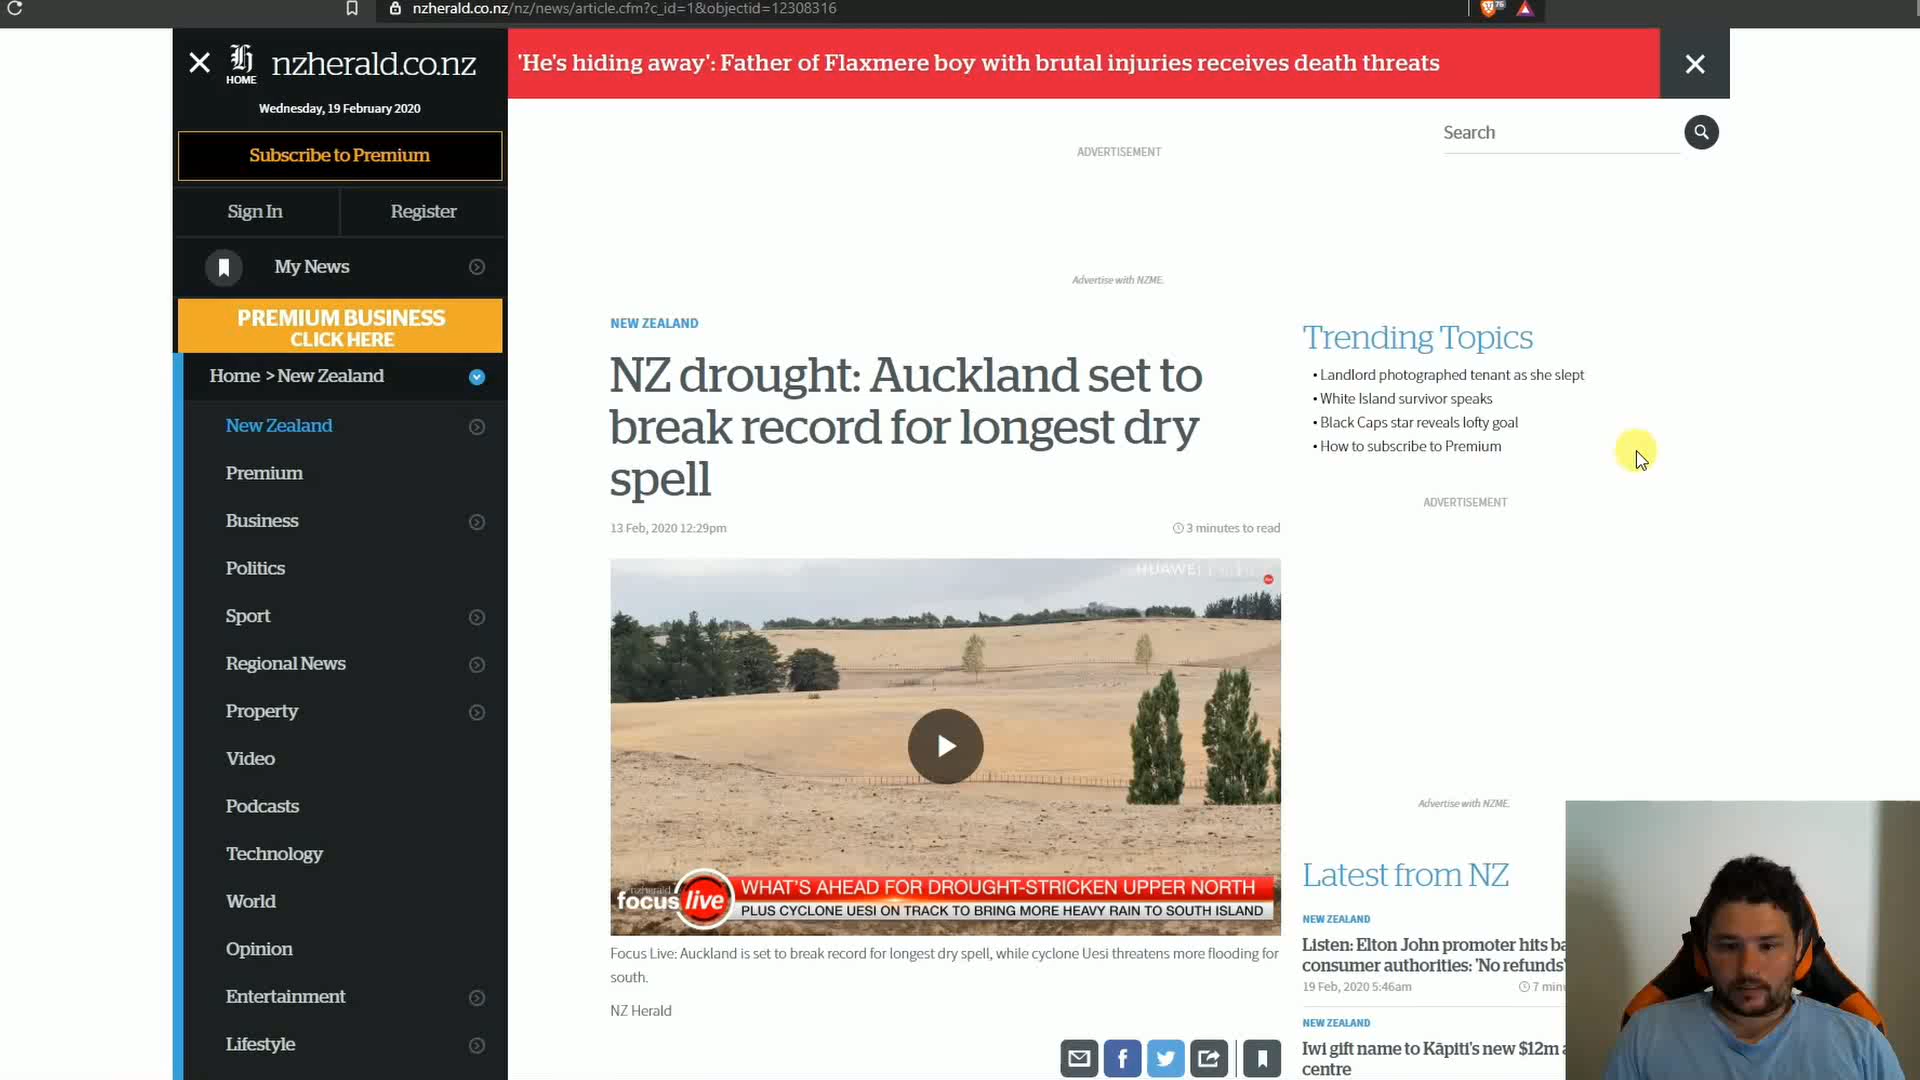 nzherald.co.nz/nz/news/article.cfm?c_id=1&objectid=12308316
75
HOME
nzherald.co.nz
Wednesday, 19 February 2020
Subscribe to Premium
Sign In
Register
My News
PREMIUM BUSINESS
CLICK HERE
Home > New Zealand
New Zealand
Premium
Business
Politics
Sport
Regional News
Property
Video
Podcasts
Technology
World
Opinion
Entertainment
Lifestyle
'He's hiding away': Father of Flaxmere boy with brutal injuries receives death threats
Search
ADVERTISEMENT
Advertise with NZME.
NEW ZEALAND
NZ drought: Auckland set to
break record for longest dry
spell
13 Feb, 2020 12:29pm
3 minutes to read
nzherald
focus live
WHAT'S AHEAD FOR DROUGHT-STRICKEN UPPER NORTH
PLUS CYCLONE UESI ON TRACK TO BRING MORE HEAVY RAIN TO SOUTH ISLAND
Focus Live: Auckland is set to break record for longest dry spell, while cyclone Uesi threatens more flooding for
south.
NZ Herald
Trending Topics
• Landlord photographed tenant as she slept
• White Island survivor speaks
• Black Caps star reveals lofty goal
• How to subscribe to Premium
ADVERTISEMENT
Advertise with NZME.
Latest from NZ
NEW ZEALAND
Listen: Elton John promoter hits ba
consumer authorities: 'No refunds'
19 Feb, 2020 5:46am
7 minu
NEW ZEALAND
Iwi gift name to Kāpiti's new $12m a
centre